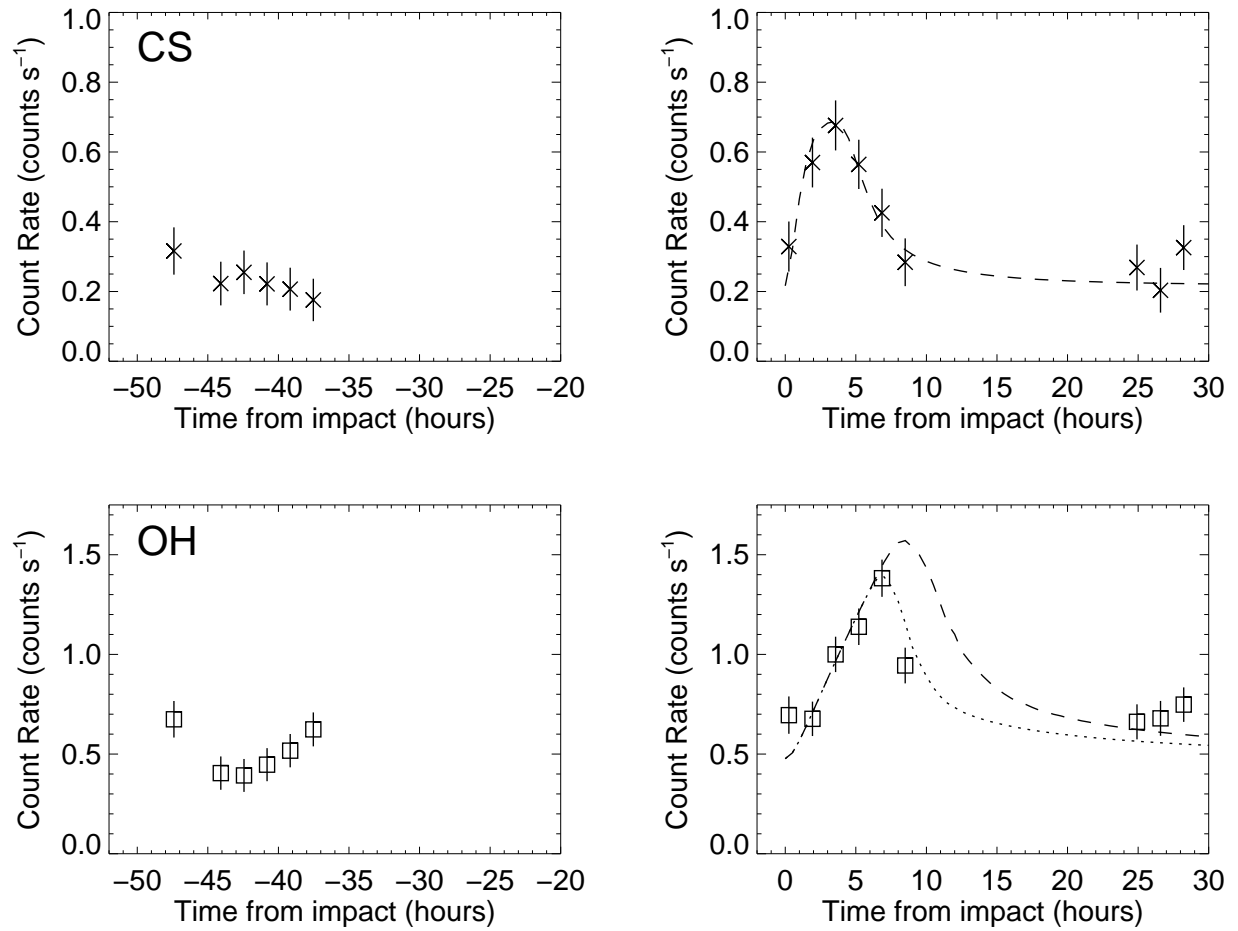 CS
Count Rate (counts s⁻¹)
1.0
0.8
0.6
0.4
0.2
0.0
−50 −45 −40 −35 −30 −25 −20
Time from impact (hours)
Count Rate (counts s⁻¹)
1.0
0.8
0.6
0.4
0.2
0.0
0 5 10 15 20 25 30
Time from impact (hours)
OH
Count Rate (counts s⁻¹)
1.5
1.0
0.5
0.0
−50 −45 −40 −35 −30 −25 −20
Time from impact (hours)
Count Rate (counts s⁻¹)
1.5
1.0
0.5
0.0
0 5 10 15 20 25 30
Time from impact (hours)